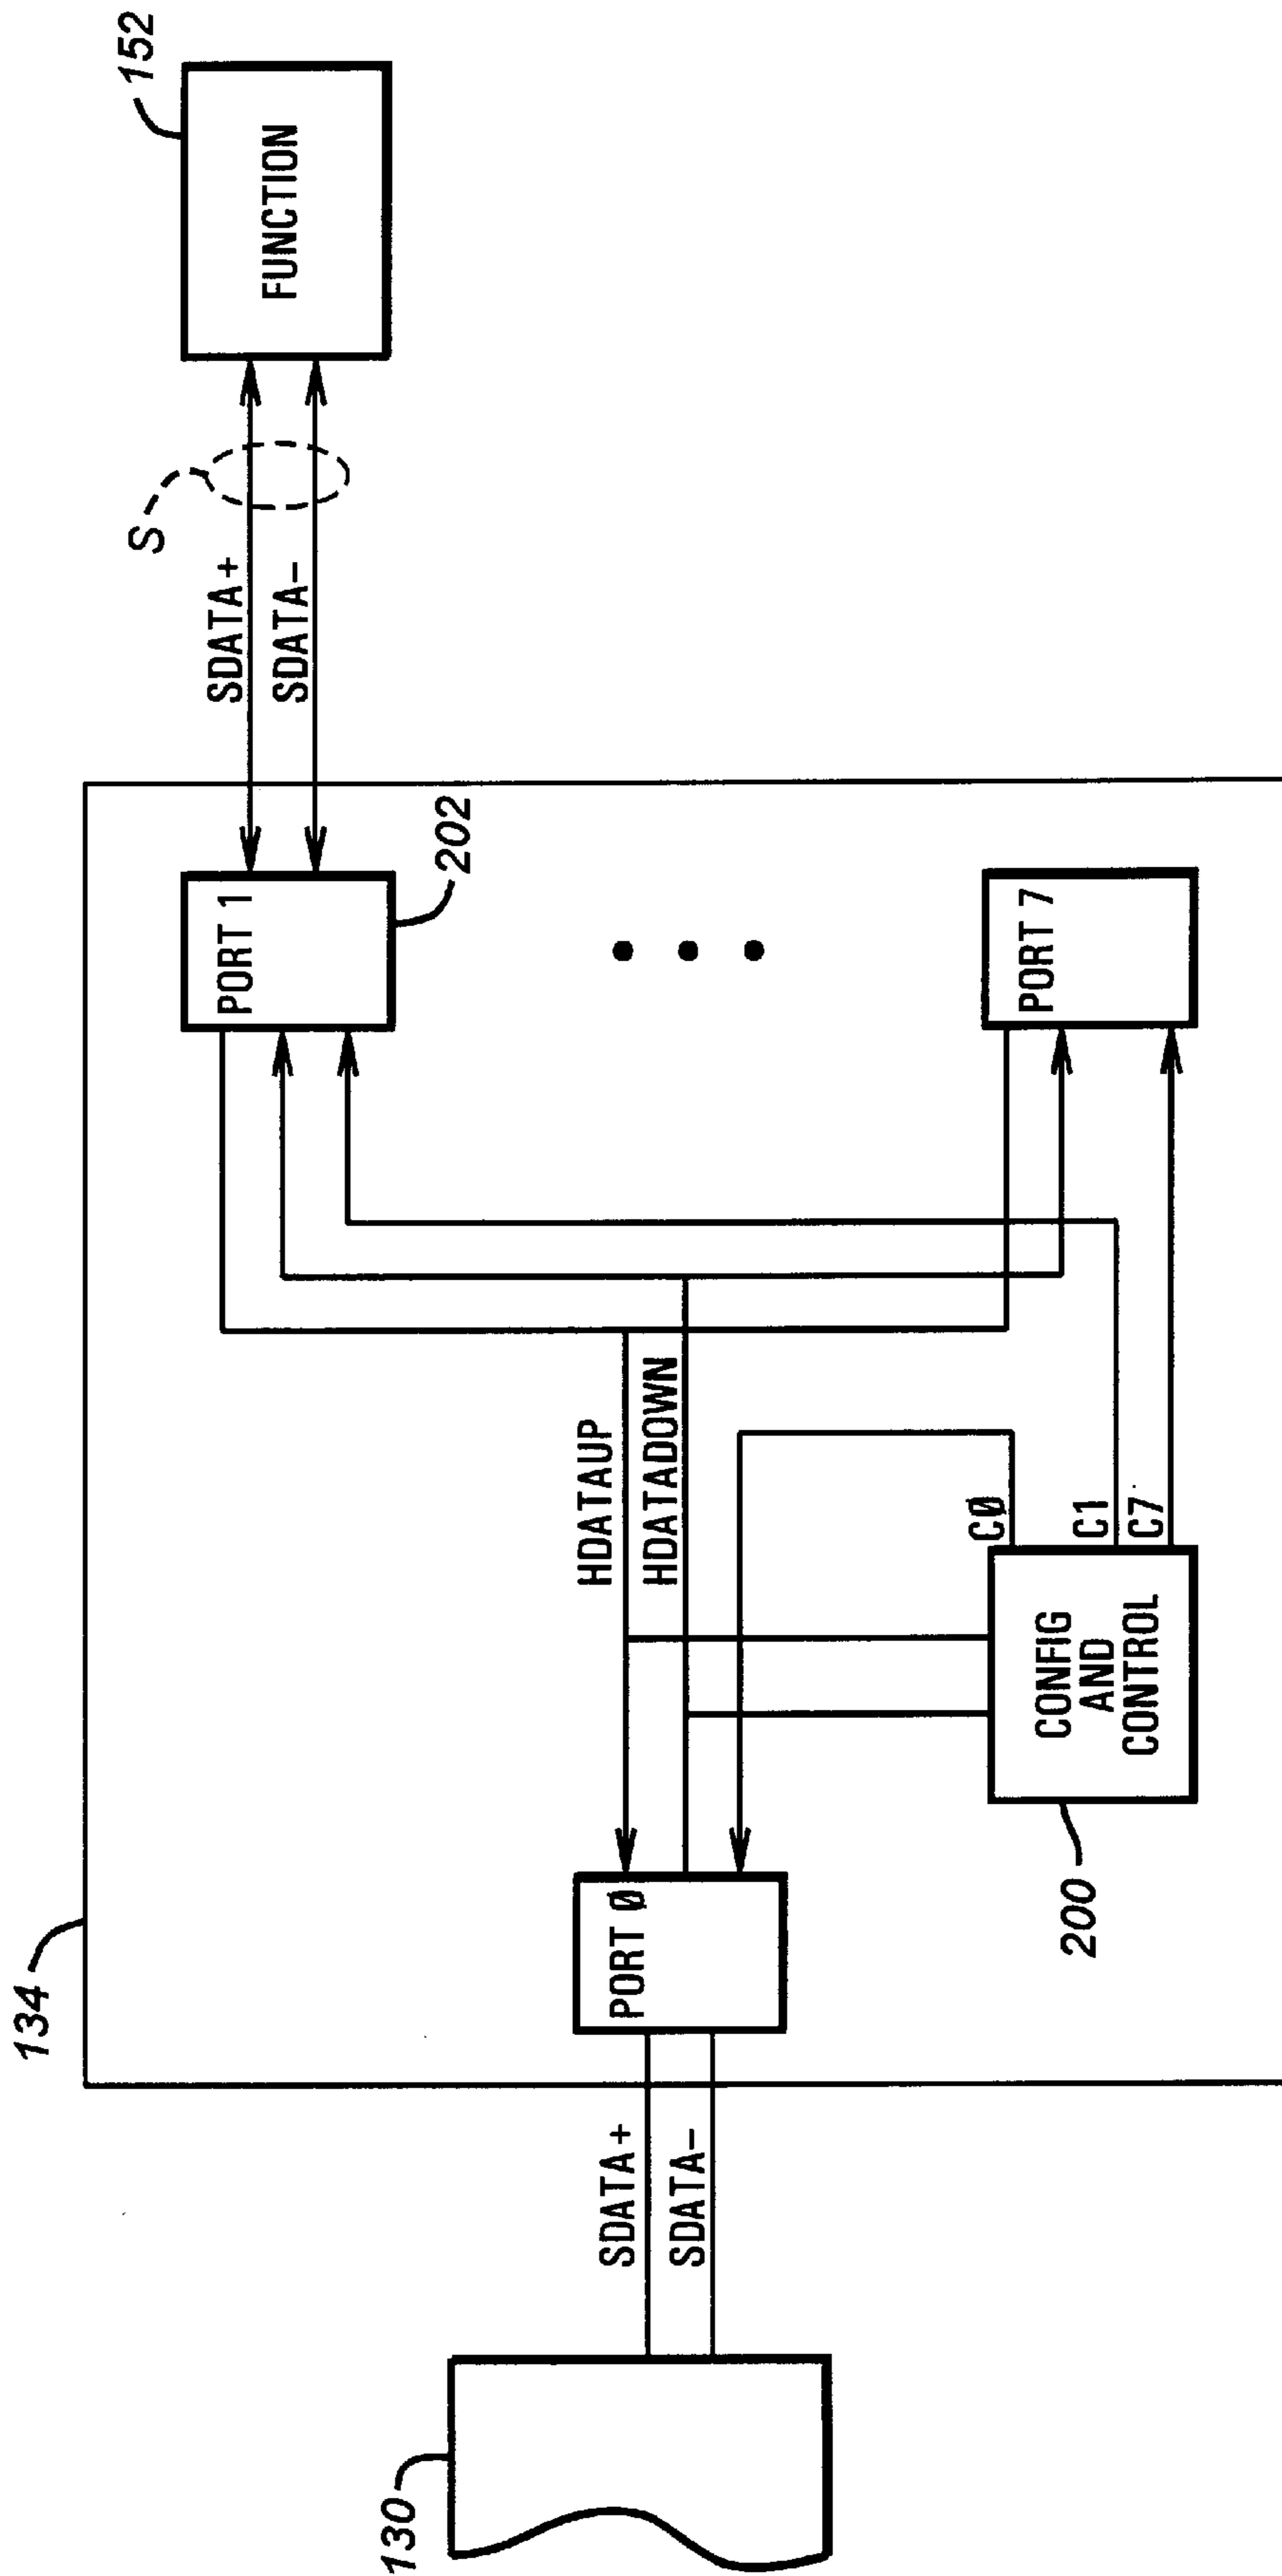 134
130
SDATA+
SDATA-
PORT Ø
HDATAUP
HDATADOWN
CØ
C1
C7
CONFIG
AND
CONTROL
200
PORT 1
202
PORT 7
SDATA+
SDATA-
S
FUNCTION
152